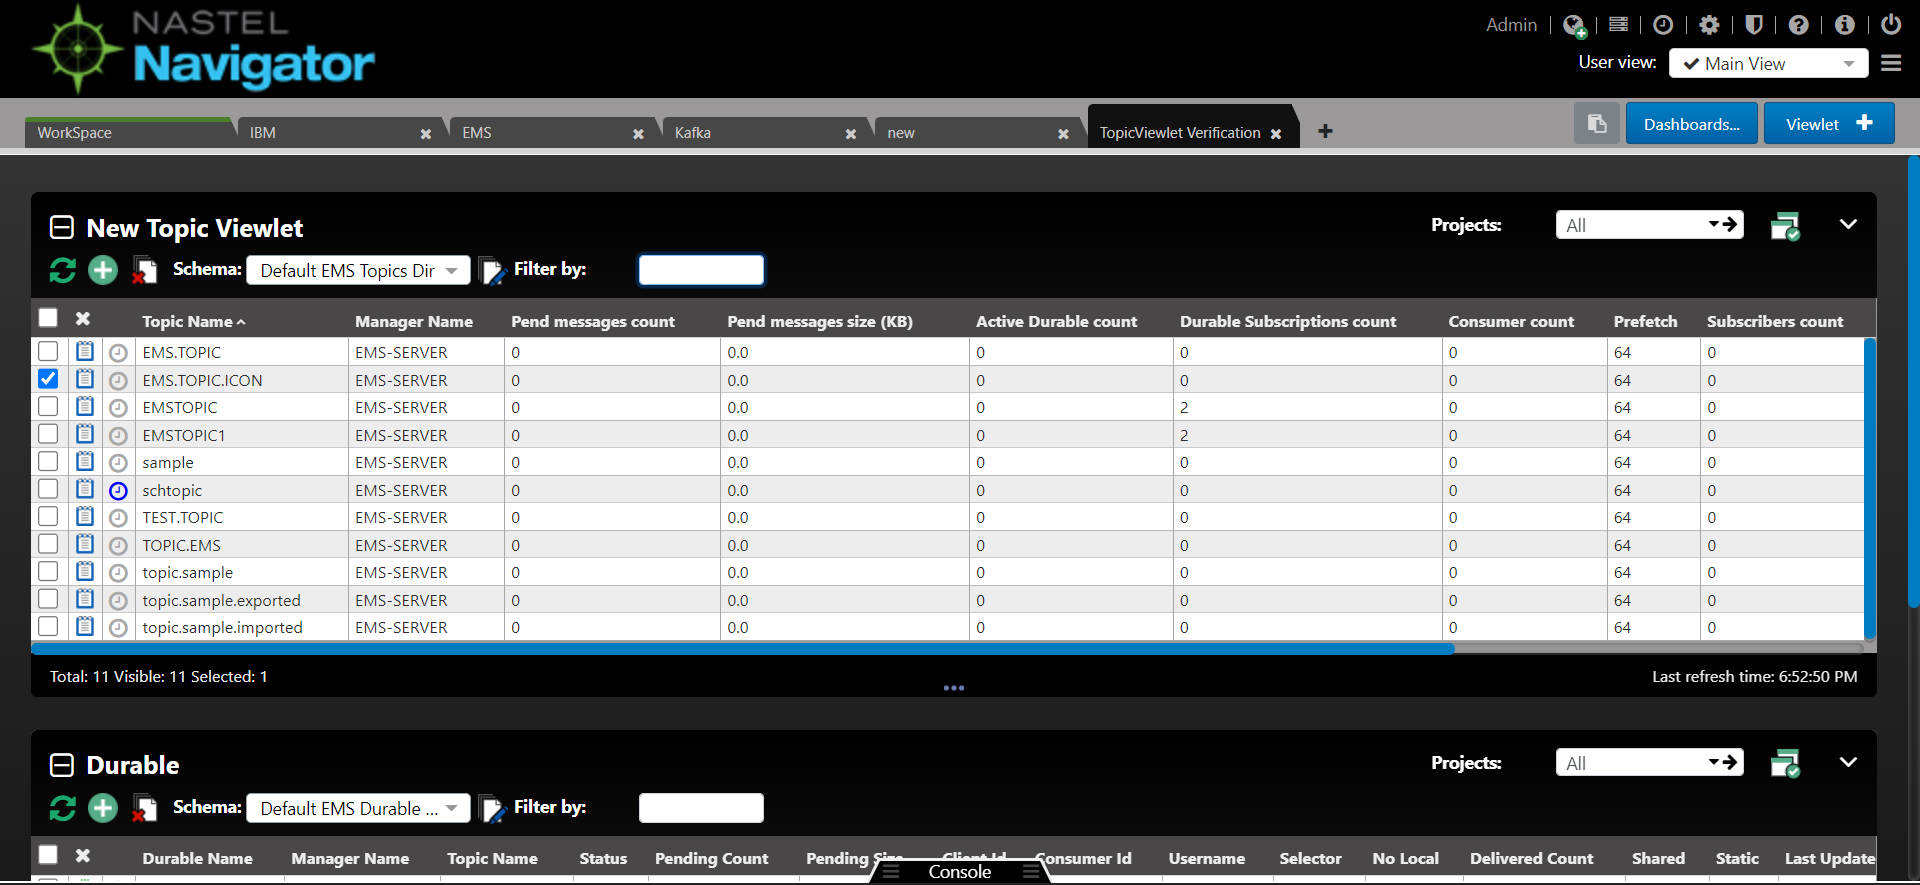 NASTEL
Navigator
Admin
User view: Main View
WorkSpace IBM EMS Kafka new TopicViewlet Verification
Dashboards... Viewlet
New Topic Viewlet Projects: All
Schema: Default EMS Topics Dir Filter by:
Topic Name Manager Name Pend messages count Pend messages size (KB) Active Durable count Durable Subscriptions count Consumer count Prefetch Subscribers count
EMS.TOPIC EMS-SERVER 0 0.0 0 0 0 64 0
EMS.TOPIC.ICON EMS-SERVER 0 0.0 0 0 0 64 0
EMSTOPIC EMS-SERVER 0 0.0 0 2 0 64 0
EMSTOPIC1 EMS-SERVER 0 0.0 0 2 0 64 0
sample EMS-SERVER 0 0.0 0 0 0 64 0
schtopic EMS-SERVER 0 0.0 0 0 0 64 0
TEST.TOPIC EMS-SERVER 0 0.0 0 0 0 64 0
TOPIC.EMS EMS-SERVER 0 0.0 0 0 0 64 0
topic.sample EMS-SERVER 0 0.0 0 0 0 64 0
topic.sample.exported EMS-SERVER 0 0.0 0 0 0 64 0
topic.sample.imported EMS-SERVER 0 0.0 0 0 0 64 0
Total: 11 Visible: 11 Selected: 1 Last refresh time: 6:52:50 PM
Durable Projects: All
Schema: Default EMS Durable ... Filter by:
Durable Name Manager Name Topic Name Status Pending Count Pending Size Client Id Consumer Id Username Selector No Local Delivered Count Shared Static Last Update
Console